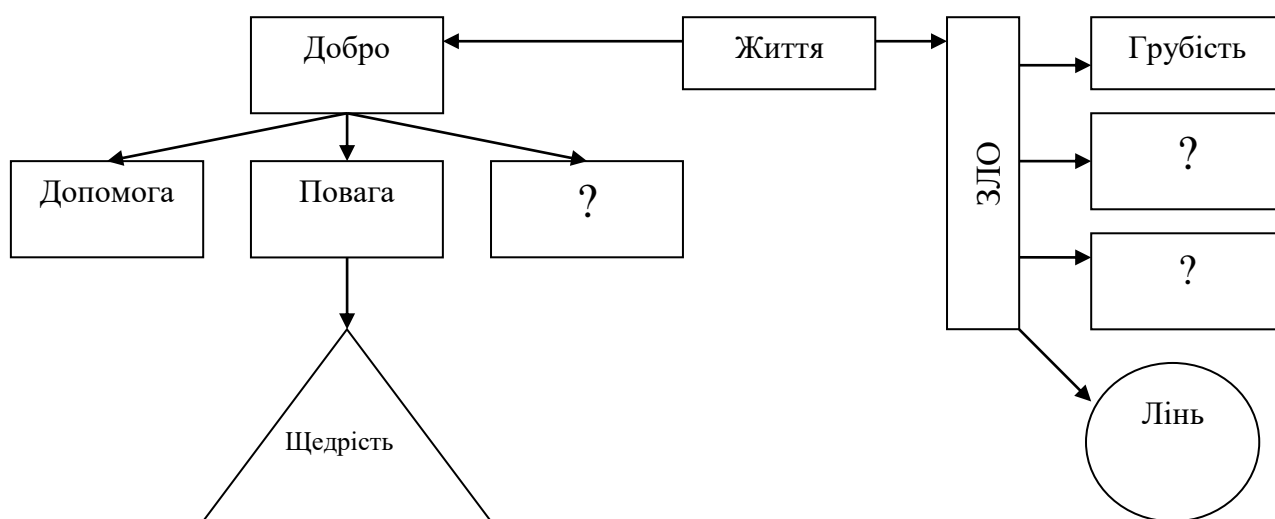 Добро
Життя
Грубість
Допомога
Повага
?
ЗЛО
?
?
Щедрість
Лінь